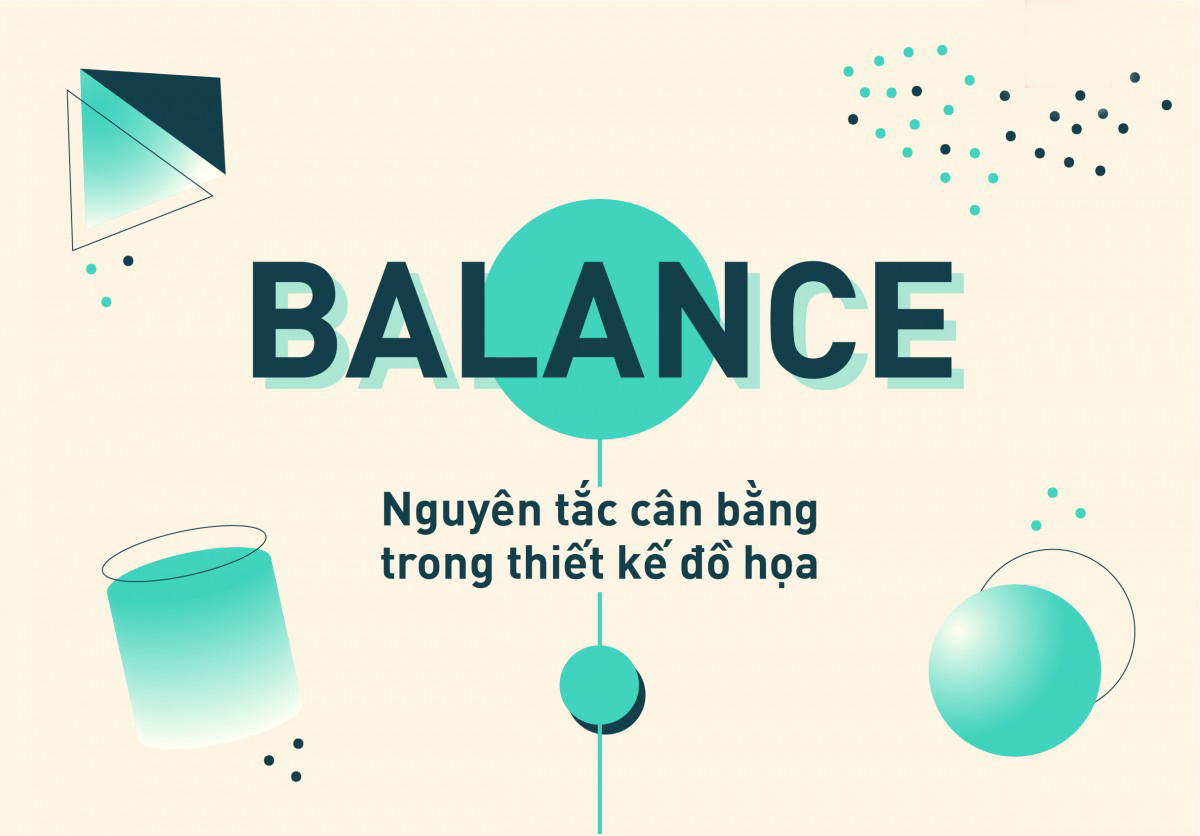 BALANCE
Nguyên tắc cân bằng
trong thiết kế đồ họa